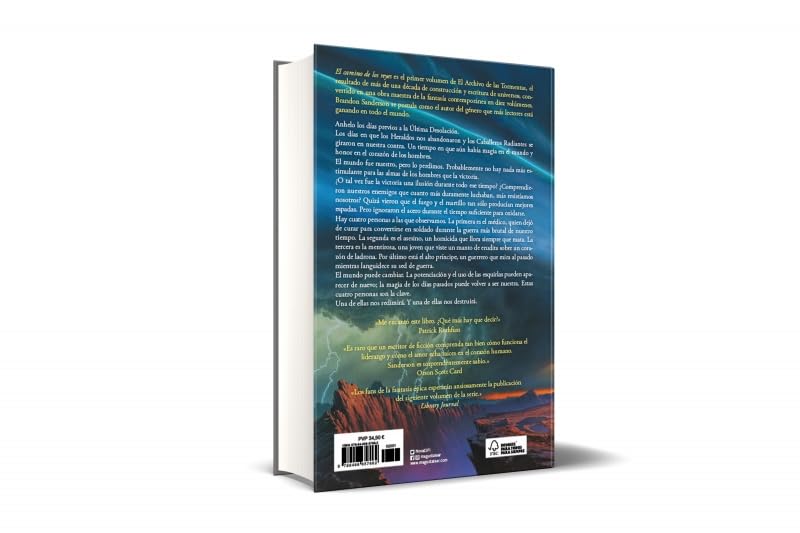 El camino de los reyes es el primer volumen de El Archivo de las Tormentas, el
resultado de más de una década de construcción y escritura de universos, con-
vertido en una obra maestra de la fantasía contemporánea en diez volúmenes.
Brandon Sanderson se postula como el autor del género que más lectores está
ganando en todo el mundo.
Anhelo los días previos a la Última Desolación.
Los días en que los Heraldos nos abandonaron y los Caballeros Radiantes se
giraron en nuestra contra. Un tiempo en que aún había magia en el mundo y
honor en el corazón de los hombres.
El mundo fue nuestro, pero lo perdimos. Probablemente no hay nada más es-
timulante para las almas de los hombres que la victoria.
¿O tal vez fue la victoria una ilusión durante todo ese tiempo? ¿Comprendie-
ron nuestros enemigos que cuanto más duramente luchaban, más resistíamos
nosotros? Quizá vieron que el fuego y el martillo tan sólo producían mejores
espadas. Pero ignoraron el acero durante el tiempo suficiente para oxidarse.
Hay cuatro personas a las que observamos. La primera es el médico, quien dejó
de curar para convertirse en soldado durante la guerra más brutal de nuestro
tiempo. La segunda es el asesino, un homicida que llora siempre que mata. La
tercera es la mentirosa, una joven que viste un manto de erudita sobre un cora-
zón de ladrona. Por último está el alto príncipe, un guerrero que mira al pasado
mientras languidece su sed de guerra.
El mundo puede cambiar. La potenciación y el uso de las esquirlas pueden apa-
recer de nuevo; la magia de los días pasados puede volver a ser nuestra. Estas
cuatro personas son la clave.
Una de ellas nos redimirá. Y una de ellas nos destruirá.
«Me encantó este libro. ¿Qué más hay que decir?»
Patrick Rothfuss
«Es raro que un escritor de ficción comprenda tan bien cómo funciona el
liderazgo y cómo el amor echa raíces en el corazón humano.
Sanderson es sorprendentemente sabio.»
Orson Scott Card
«Los fans de la fantasía épica esperarán ansiosamente la publicación
del siguiente volumen de la serie.»
Library Journal
PVP 34,90 €
FSC
BOSQUES
PARA TODOS
PARA SIEMPRE